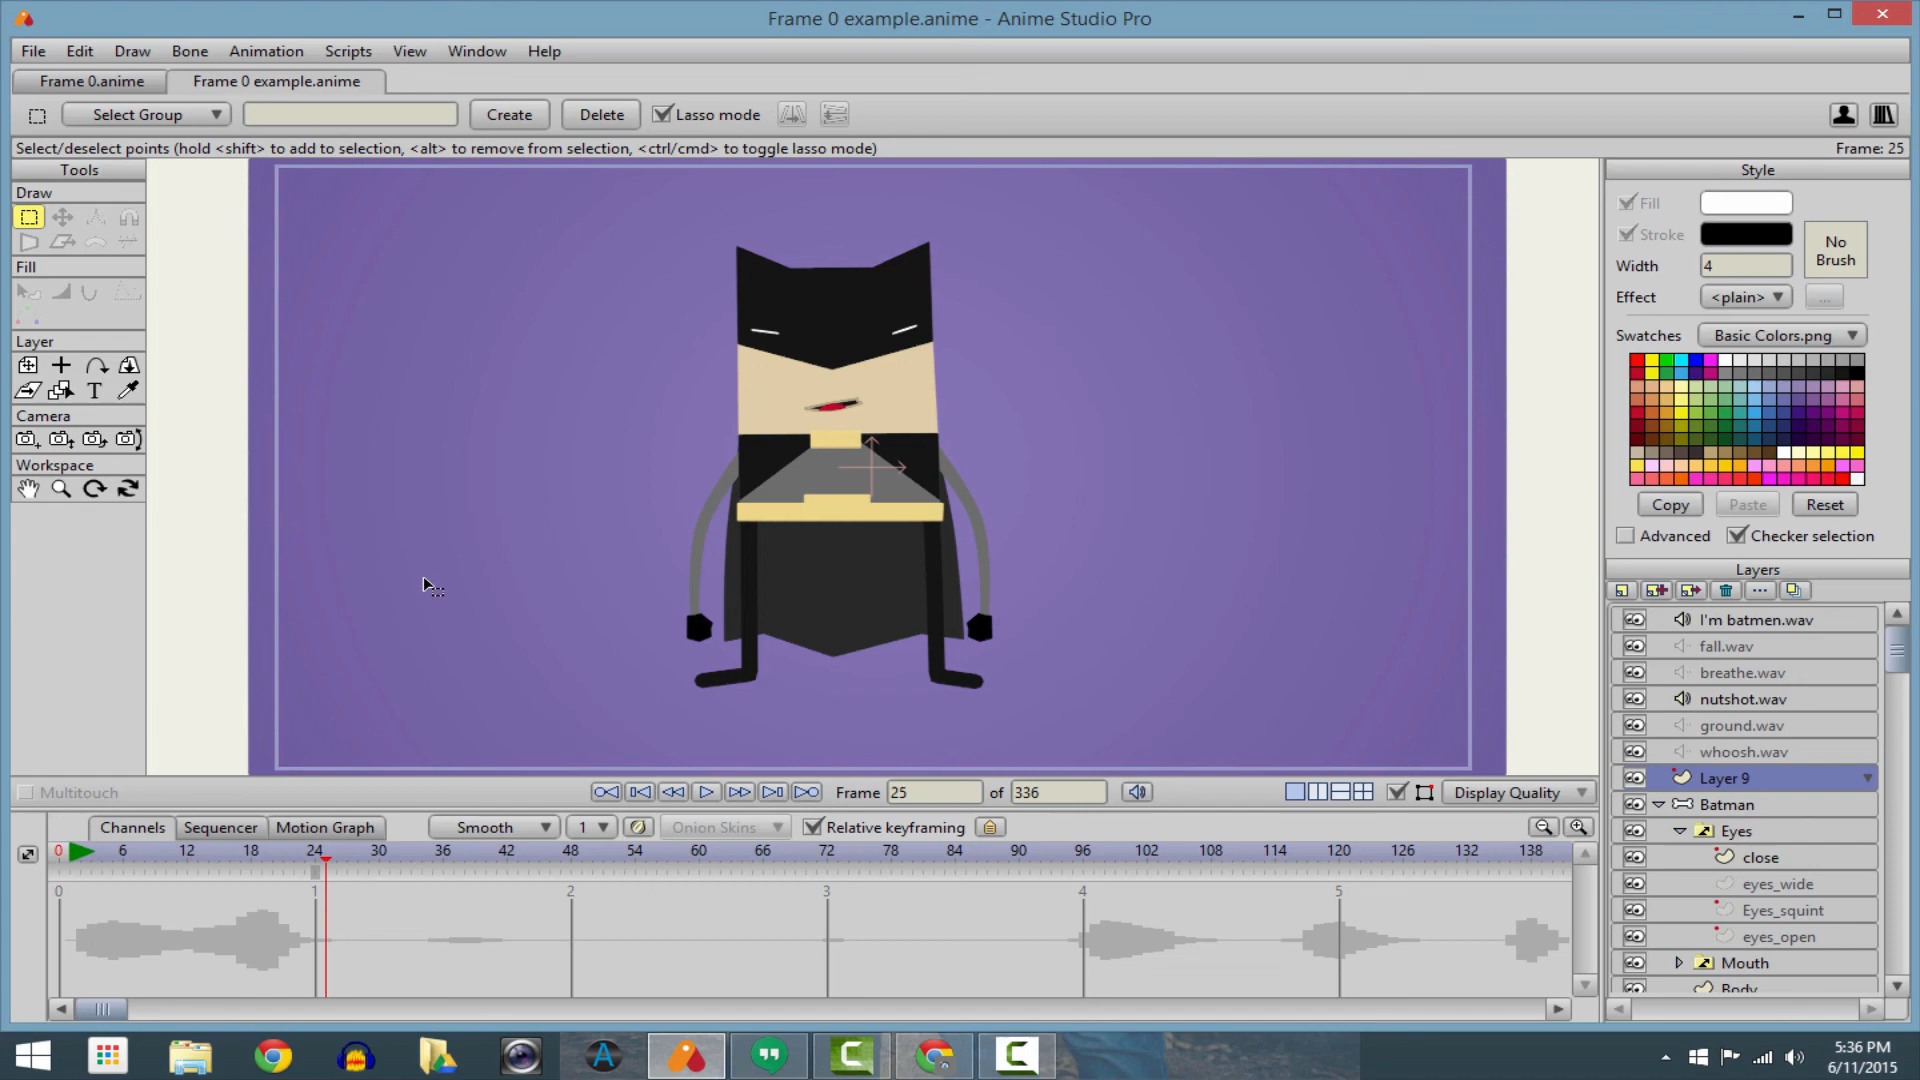 Frame 0 example.anime - Anime Studio Pro
File Edit Draw Bone Animation Scripts View Window Help
Frame 0.anime Frame 0 example.anime
Select Group Create Delete Lasso mode
Select/deselect points (hold <shift> to add to selection, <alt> to remove from selection, <ctrl/cmd> to toggle lasso mode) Frame: 25
Tools
Draw
Fill
Layer
T
Camera
Workspace
Style
Fill
Stroke
No Brush
Width 4
Effect <plain> ...
Swatches Basic Colors.png
Copy Paste Reset
Advanced Checker selection
Layers
I'm batmen.wav
fall.wav
breathe.wav
nutshot.wav
ground.wav
whoosh.wav
Layer 9
Batman
Eyes
close
eyes_wide
Eyes_squint
eyes_open
Mouth
Body
Multitouch Frame 25 of 336 Display Quality
Channels Sequencer Motion Graph Smooth 1 Onion Skins Relative keyframing
0 6 12 18 24 30 36 42 48 54 60 66 72 78 84 90 96 102 108 114 120 126 132 138
0 1 2 3 4 5
5:36 PM
6/11/2015